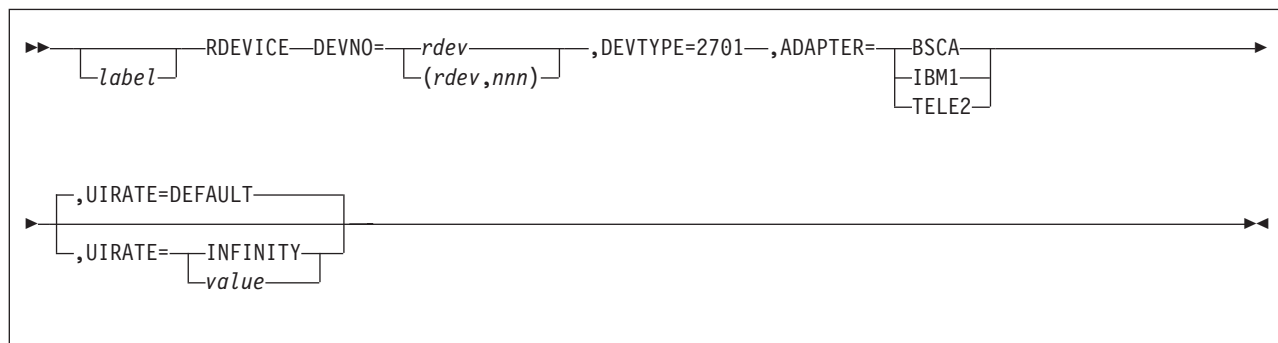 RDEVICE DEVNO= rdev ,DEVTYPE=2701 ,ADAPTER= BSCA
label (rdev,nnn) IBM1
TELE2
,UIRATE=DEFAULT
,UIRATE= INFINITY
value